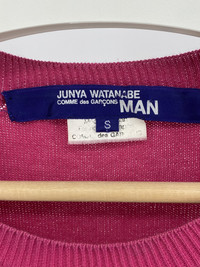 JUNYA WATANABE
COMME des GARÇONS MAN
S